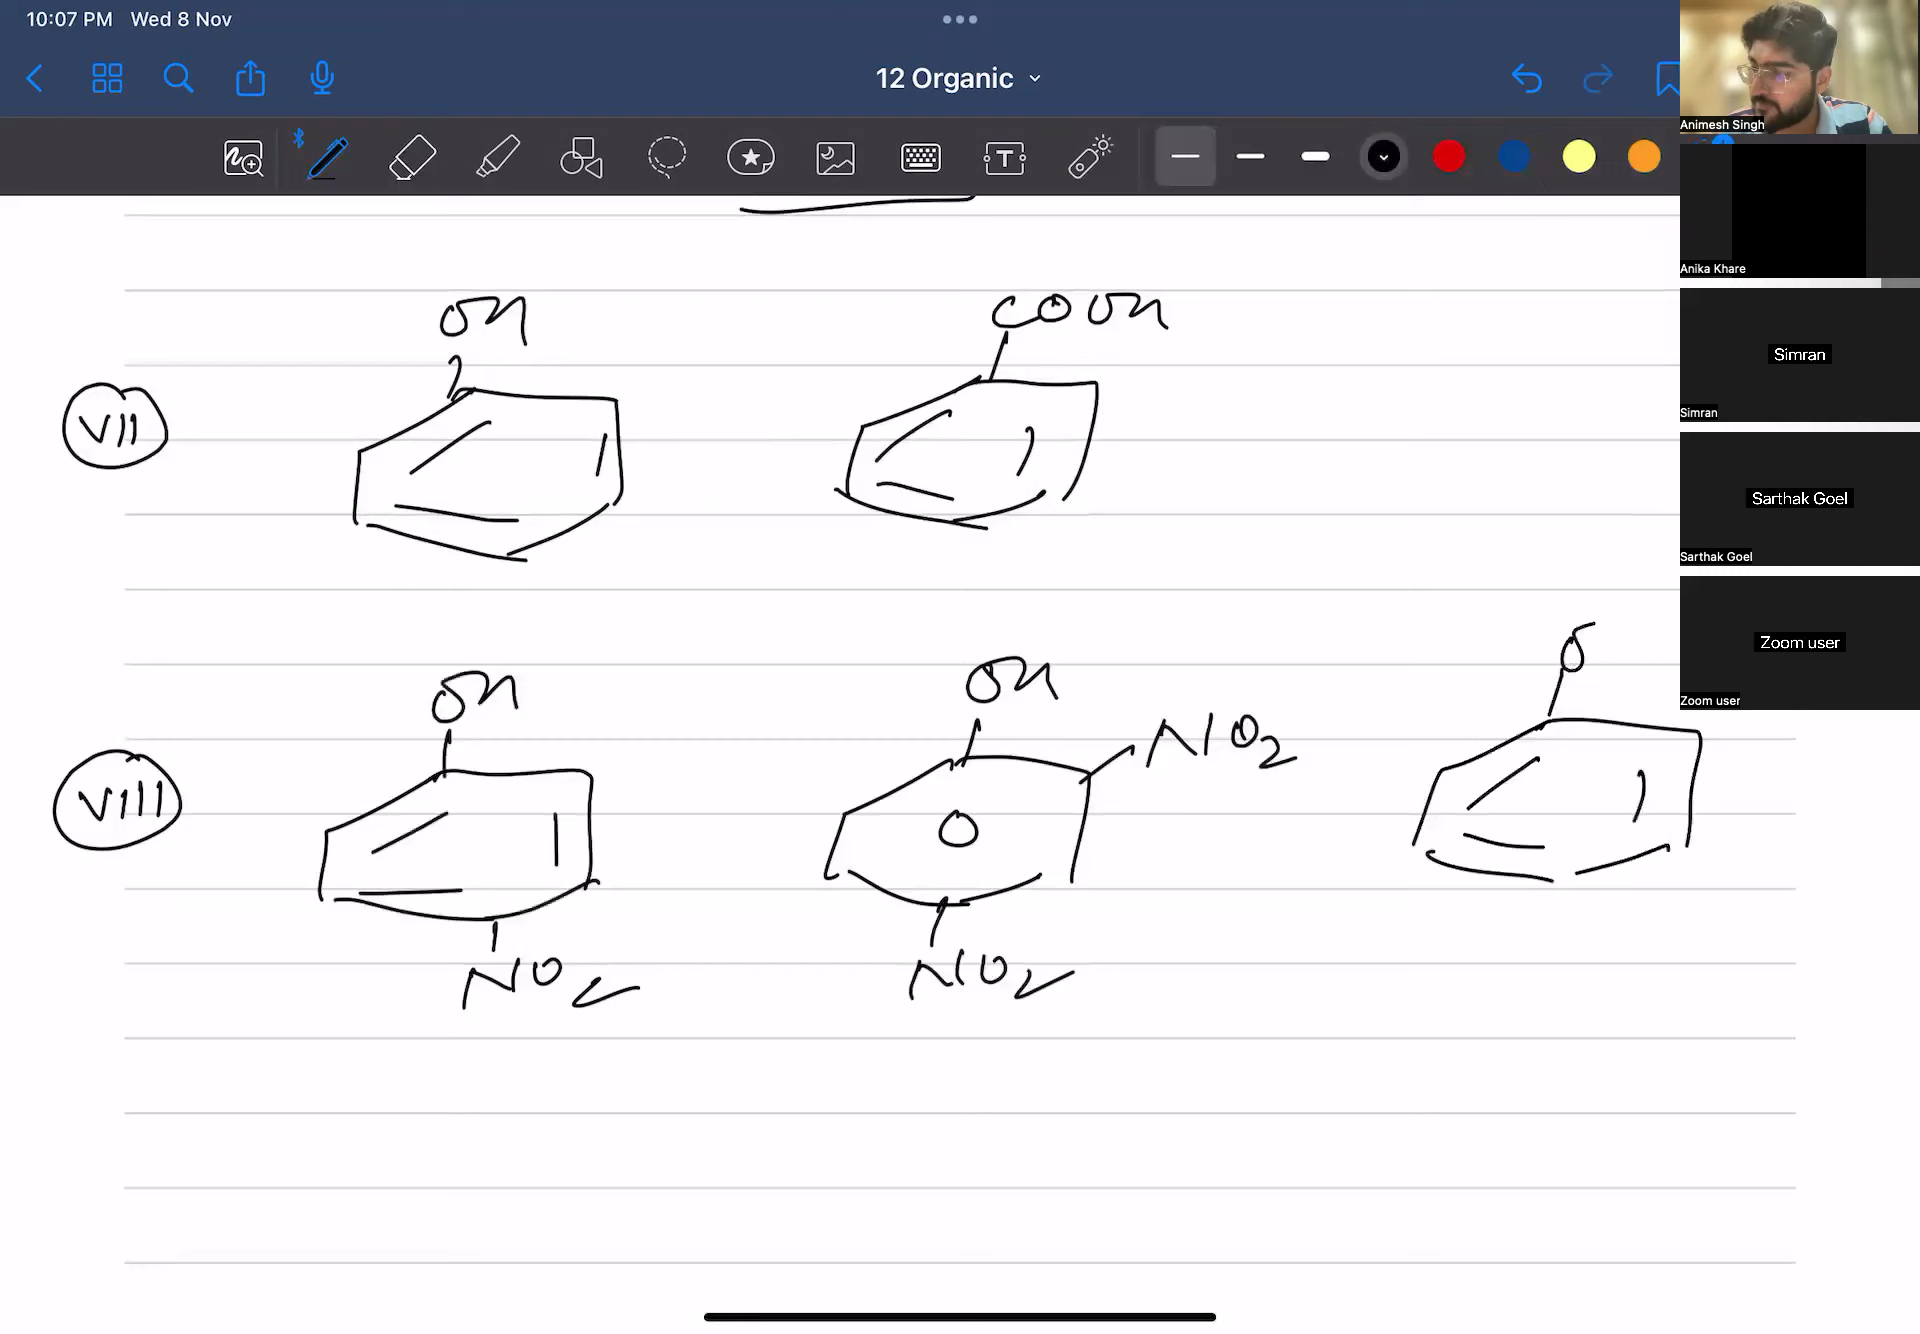 10:07 PM Wed 8 Nov
12 Organic
T
Animesh Singh
Anika Khare
Simran
Simran
Sarthak Goel
Sarthak Goel
Zoom user
Zoom user
OH
COOH
VII
OH
OH
NO2
O
VIII
NO2
NO2